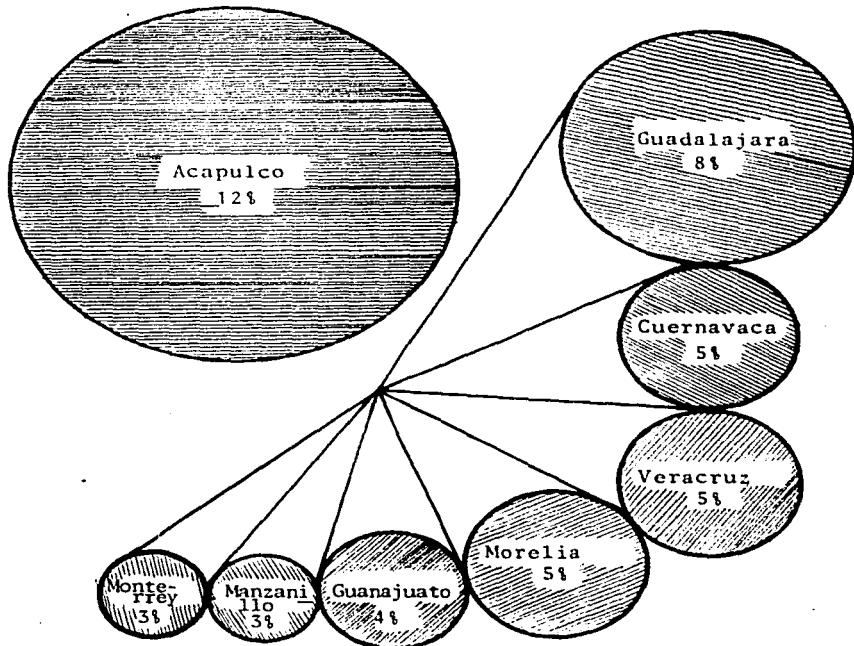 Acapulco
12%
Guadalajara
8%
Cuernavaca
5%
Veracruz
5%
Morelia
5%
Guanajuato
4%
Manzani
llo
3%
Monte-
rrey
3%